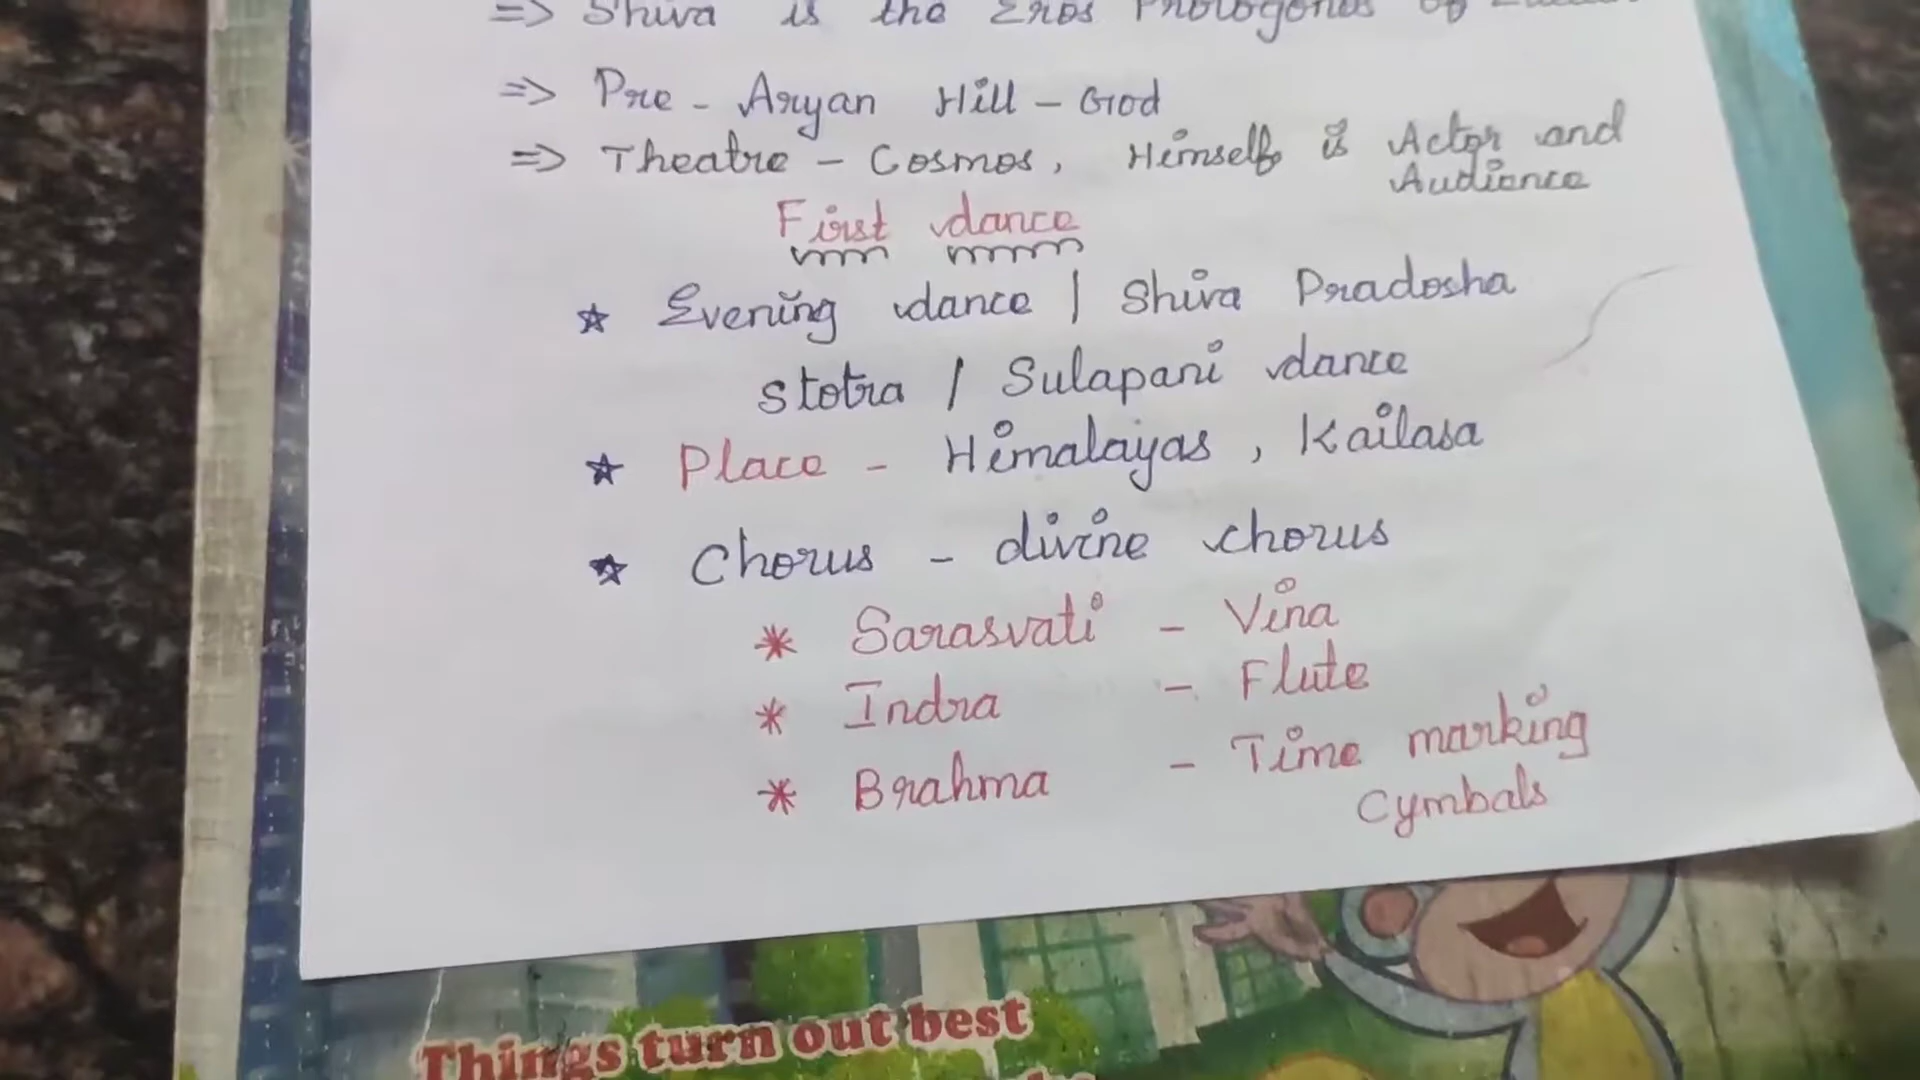 => Shiva is the Eros Protogonos of
=> Pre - Aryan Hill - God
=> Theatre - Cosmos, Himself is Actor and
Audience
First dance
☆ Evening dance | Shiva Pradosha
stotra / Sulapani dance
☆ Place - Himalayas, Kailasa
☆ Chorus - divine chorus
* Sarasvati - Vina
* Indra - Flute
* Brahma - Time marking
Cymbals
Things turn out best